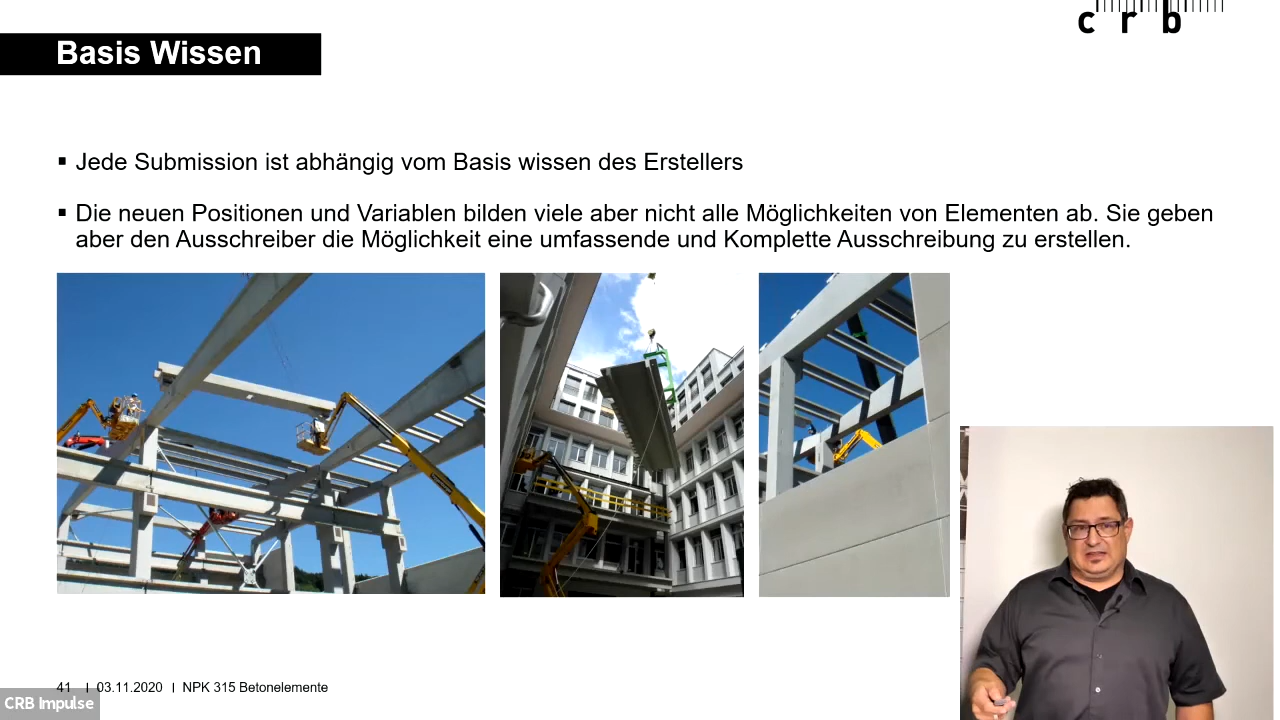 crb
Basis Wissen
▪ Jede Submission ist abhängig vom Basis wissen des Erstellers
▪ Die neuen Positionen und Variablen bilden viele aber nicht alle Möglichkeiten von Elementen ab. Sie geben
aber den Ausschreiber die Möglichkeit eine umfassende und Komplette Ausschreibung zu erstellen.
41 I 03.11.2020 I NPK 315 Betonelemente
CRB Impulse